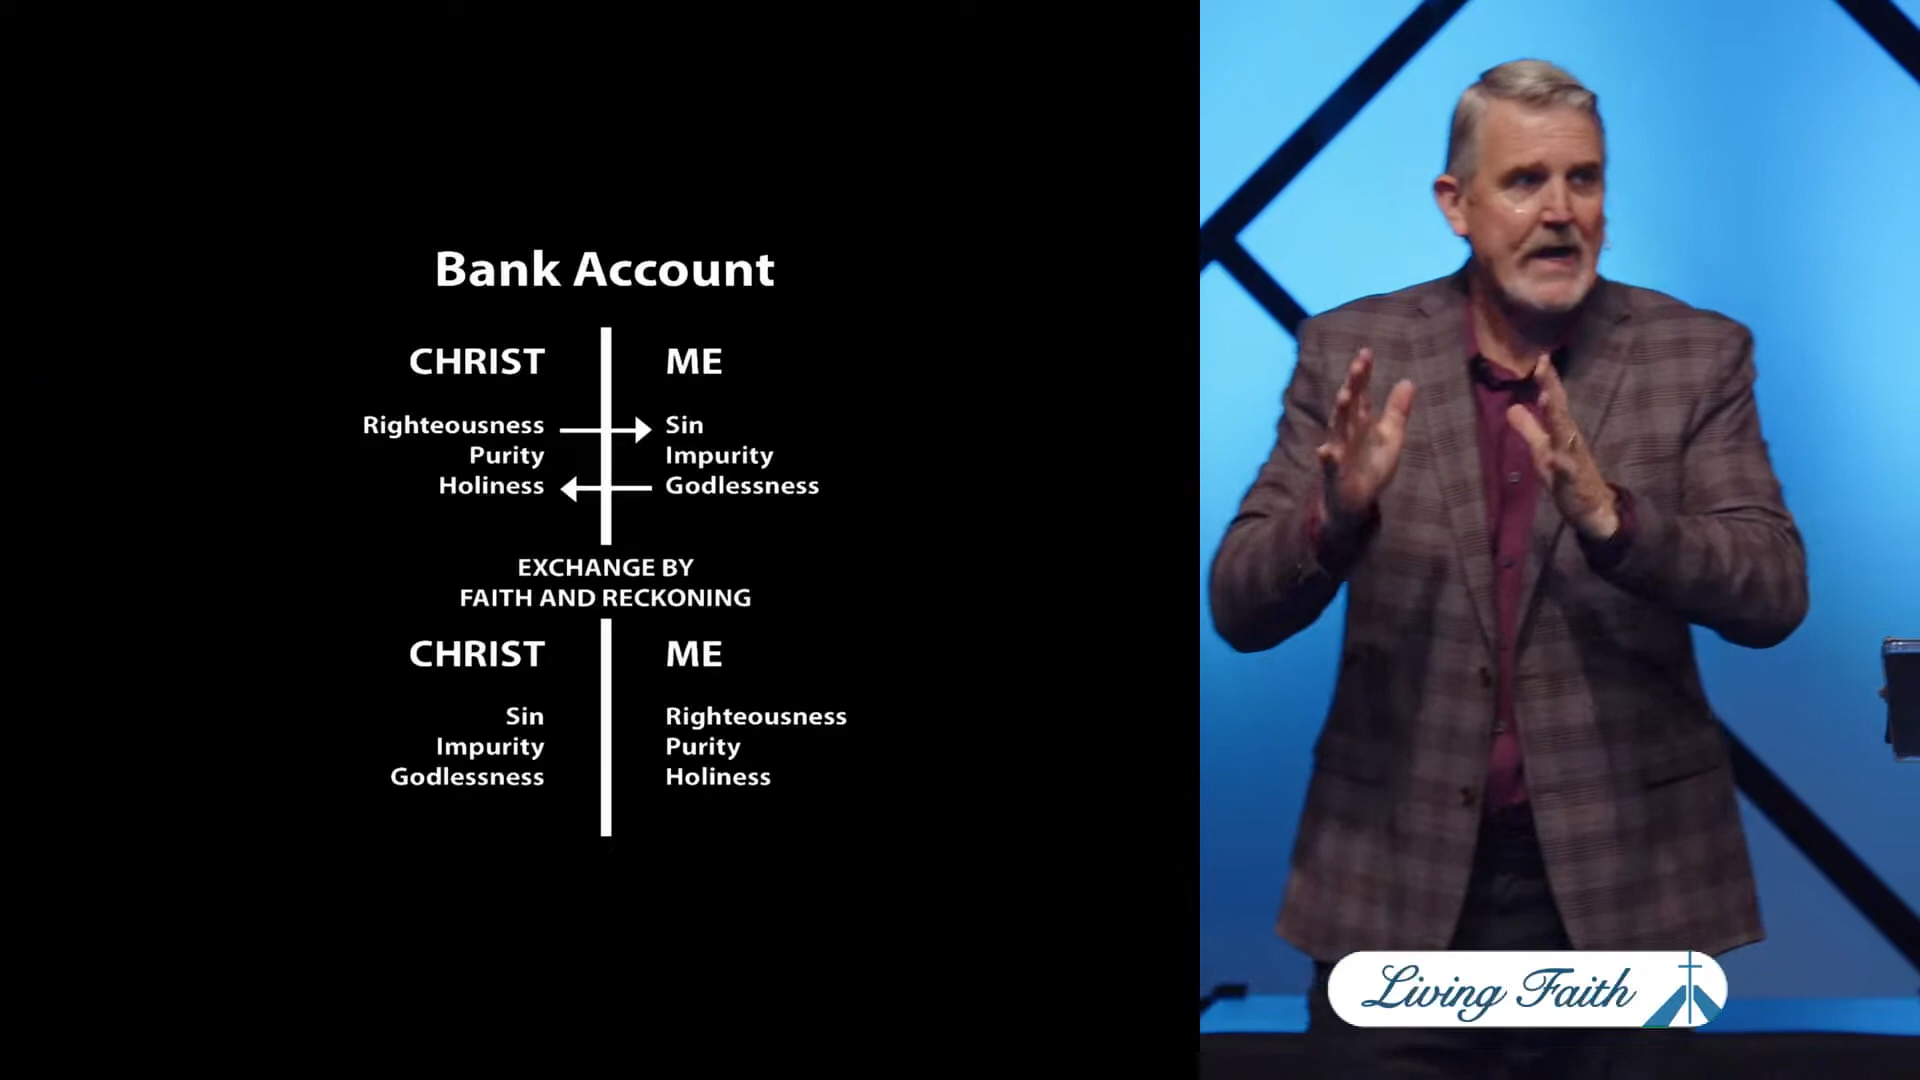 Bank Account
CHRIST ME
Righteousness Sin
Purity Impurity
Holiness Godlessness
EXCHANGE BY
FAITH AND RECKONING
CHRIST ME
Sin Righteousness
Impurity Purity
Godlessness Holiness
Living Faith